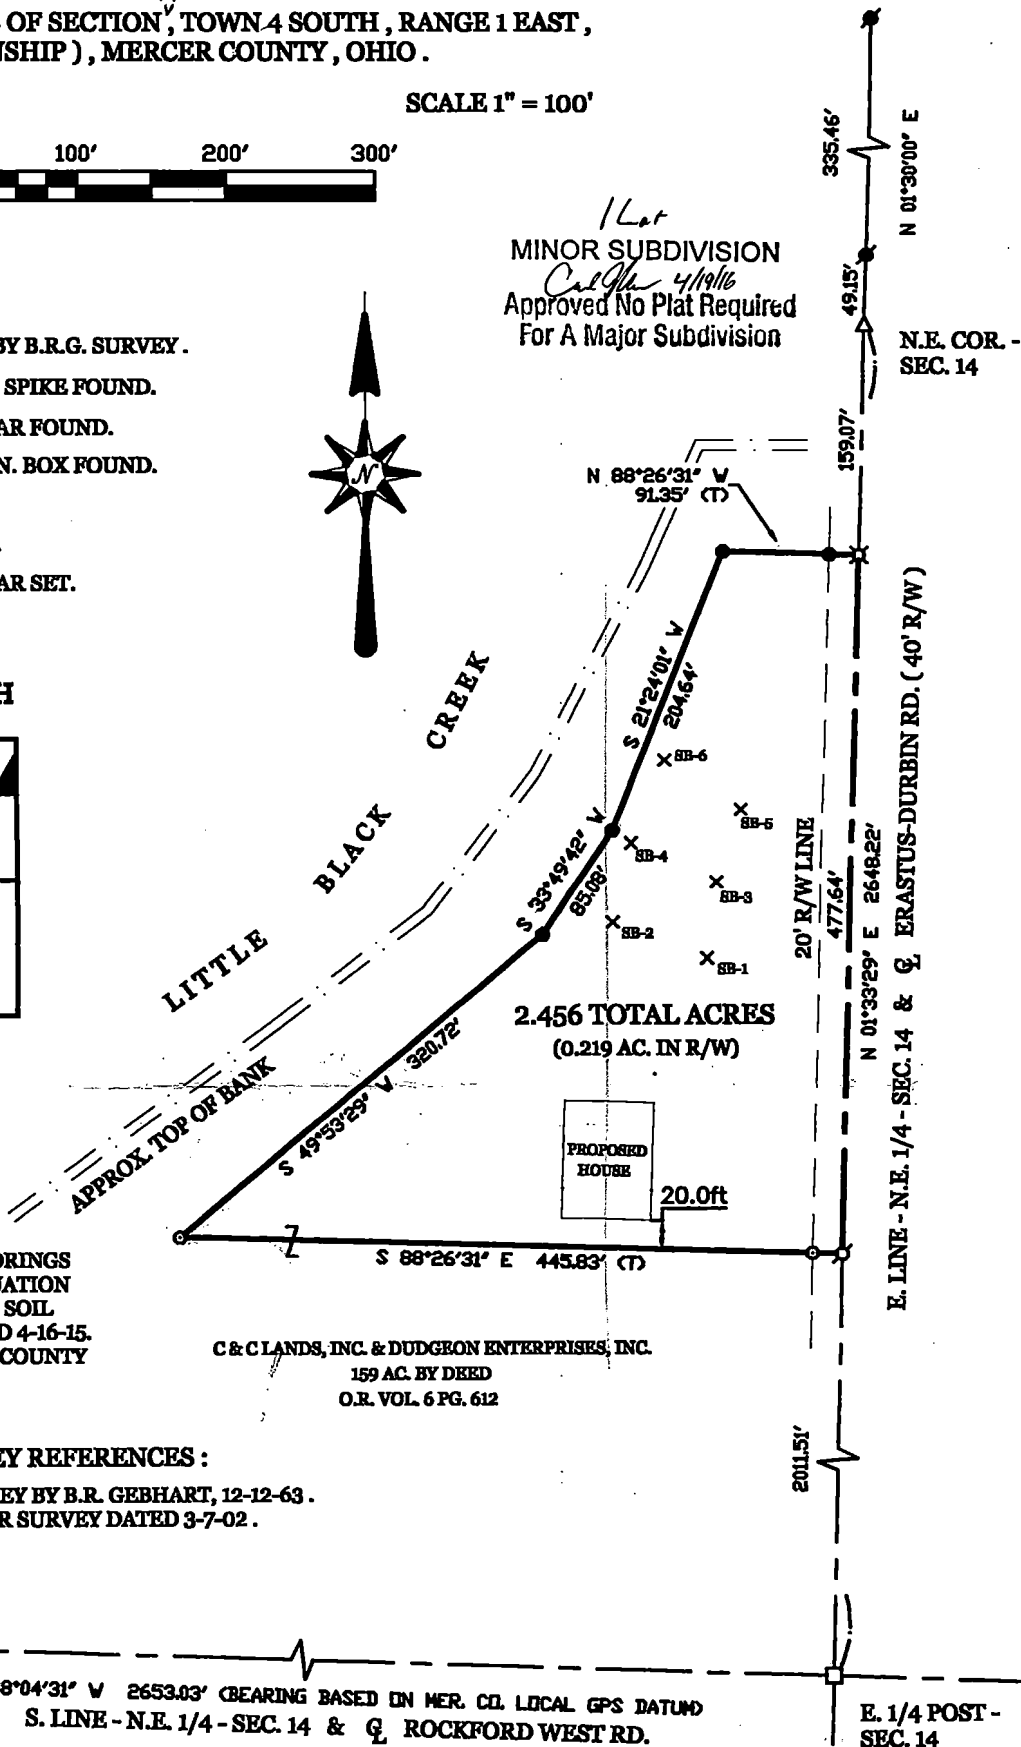 OF SECTION, TOWN 4 SOUTH, RANGE 1 EAST,
NSHIP ), MERCER COUNTY, OHIO.
SCALE 1" = 100'
100' 200' 300'
1 Lot
MINOR SUBDIVISION
4/19/16
Approved No Plat Required
For A Major Subdivision
335.46'
N 01°30'00" E
49.15'
N.E. COR. -
SEC. 14
159.07'
BY B.R.G. SURVEY.
SPIKE FOUND.
AR FOUND.
N. BOX FOUND.
AR SET.
N
N 88°26'31" W
91.35' (T)
H
CREEK
BLACK
LITTLE
S 21°24'01" W
204.64'
SB-6
SB-5
SB-4
SB-3
SB-2
SB-1
S 33°49'42" W
85.08'
20' R/W LINE
477.64'
N 01°33'29" E 2648.22'
E. LINE - N.E. 1/4 - SEC. 14 & ℄ ERASTUS-DURBIN RD. ( 40' R/W )
2.456 TOTAL ACRES
(0.219 AC. IN R/W)
S 49°53'29" W 320.72'
APPROX. TOP OF BANK
PROPOSED
HOUSE
20.0ft
S 88°26'31" E 445.83' (T)
ORINGS
UATION
SOIL
D 4-16-15.
COUNTY
C & C LANDS, INC. & DUDGEON ENTERPRISES, INC.
159 AC. BY DEED
O.R. VOL. 6 PG. 612
EY REFERENCES :
EY BY B.R. GEBHART, 12-12-63.
R SURVEY DATED 3-7-02.
2011.51'
8°04'31" W 2653.03' (BEARING BASED ON MER. CO. LOCAL GPS DATUM)
S. LINE - N.E. 1/4 - SEC. 14 & ℄ ROCKFORD WEST RD.
E. 1/4 POST -
SEC. 14